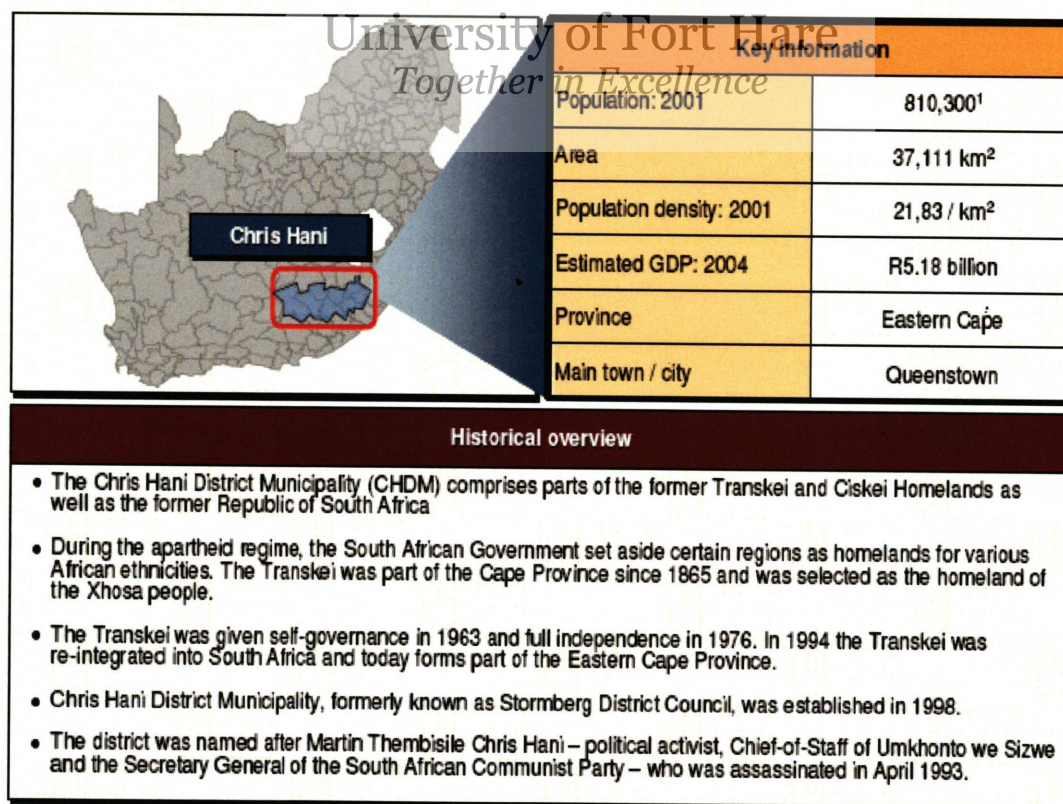 University of Fort Hare
Together in Excellence
Chris Hani
Key information
Population: 2001 810,300¹
Area 37,111 km²
Population density: 2001 21,83 / km²
Estimated GDP: 2004 R5.18 billion
Province Eastern Cape
Main town / city Queenstown
Historical overview
• The Chris Hani District Municipality (CHDM) comprises parts of the former Transkei and Ciskei Homelands as
well as the former Republic of South Africa
• During the apartheid regime, the South African Government set aside certain regions as homelands for various
African ethnicities. The Transkei was part of the Cape Province since 1865 and was selected as the homeland of
the Xhosa people.
• The Transkei was given self-governance in 1963 and full independence in 1976. In 1994 the Transkei was
re-integrated into South Africa and today forms part of the Eastern Cape Province.
• Chris Hani District Municipality, formerly known as Stormberg District Council, was established in 1998.
• The district was named after Martin Thembisile Chris Hani – political activist, Chief-of-Staff of Umkhonto we Sizwe
and the Secretary General of the South African Communist Party – who was assassinated in April 1993.